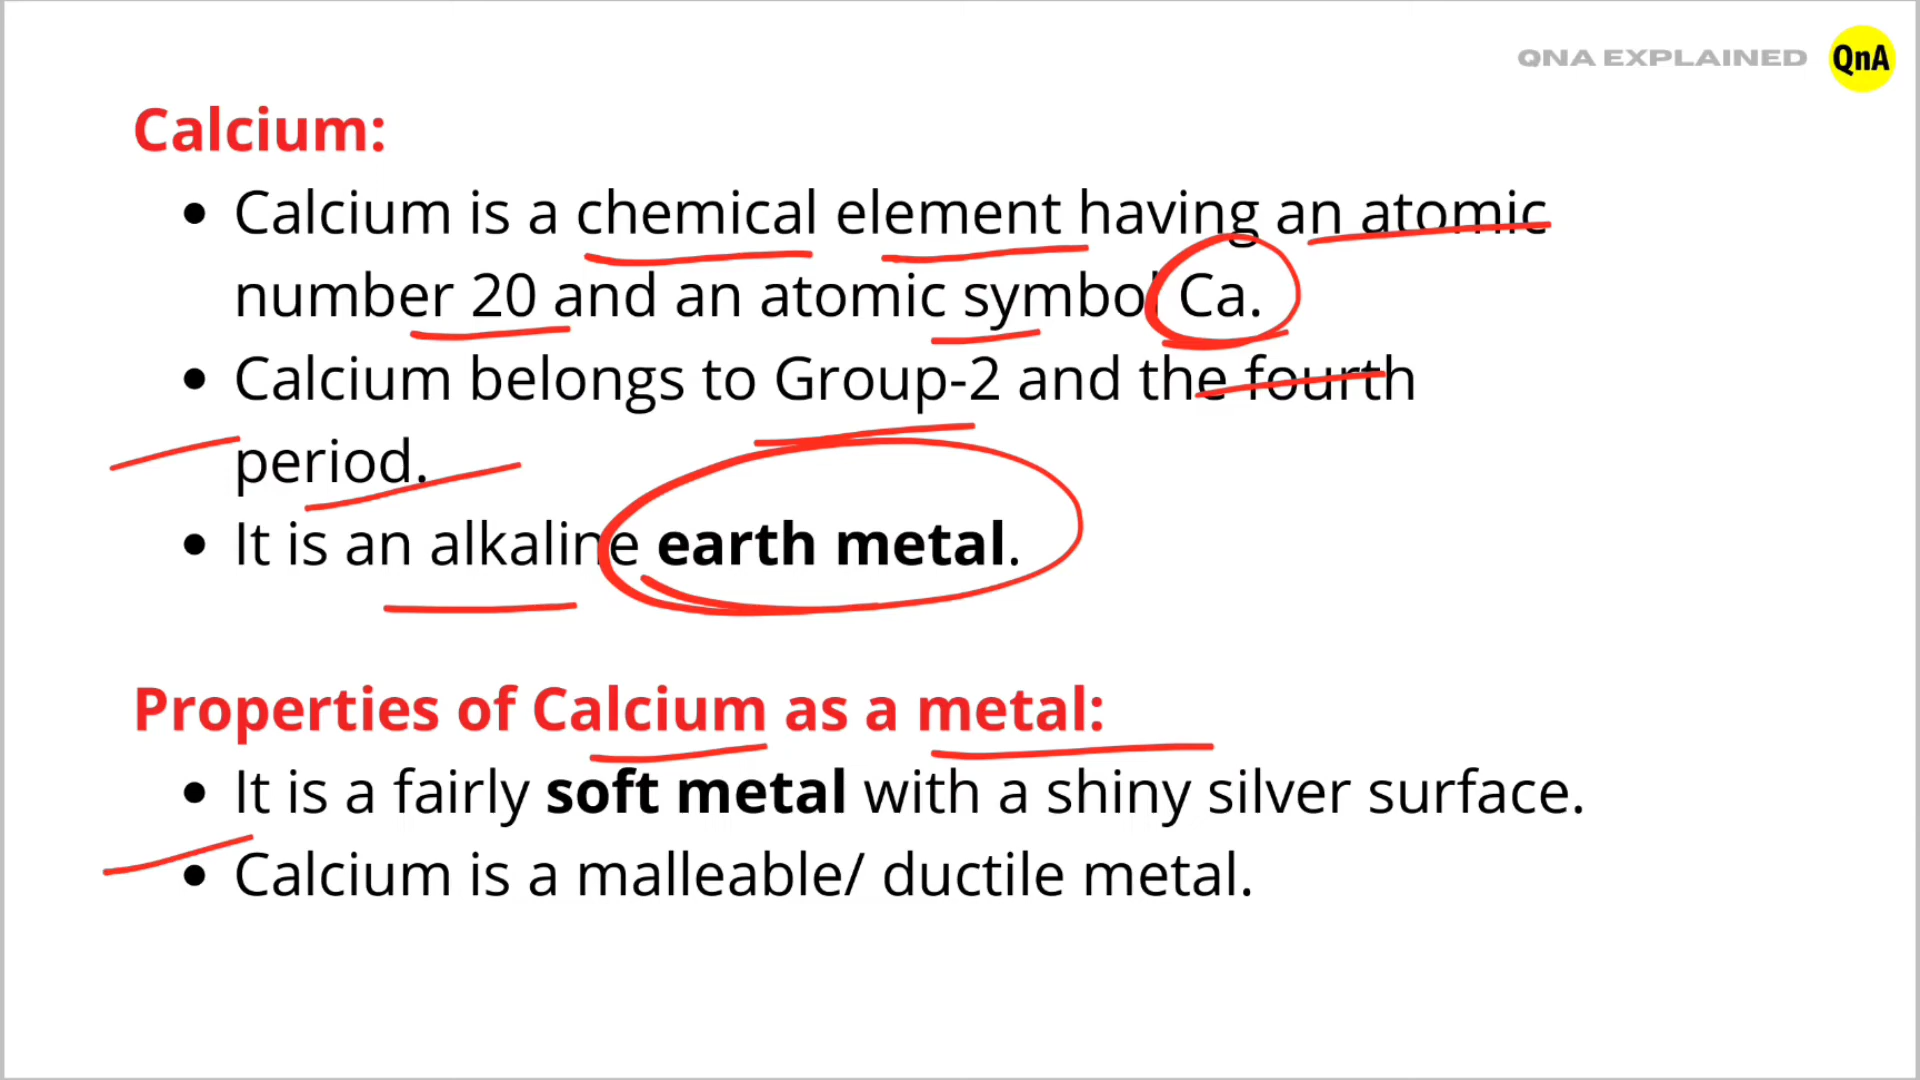 QNA EXPLAINED QnA
Calcium:
• Calcium is a chemical element having an atomic
number 20 and an atomic symbol Ca.
• Calcium belongs to Group-2 and the fourth
period.
• It is an alkaline earth metal.
Properties of Calcium as a metal:
• It is a fairly soft metal with a shiny silver surface.
• Calcium is a malleable/ ductile metal.